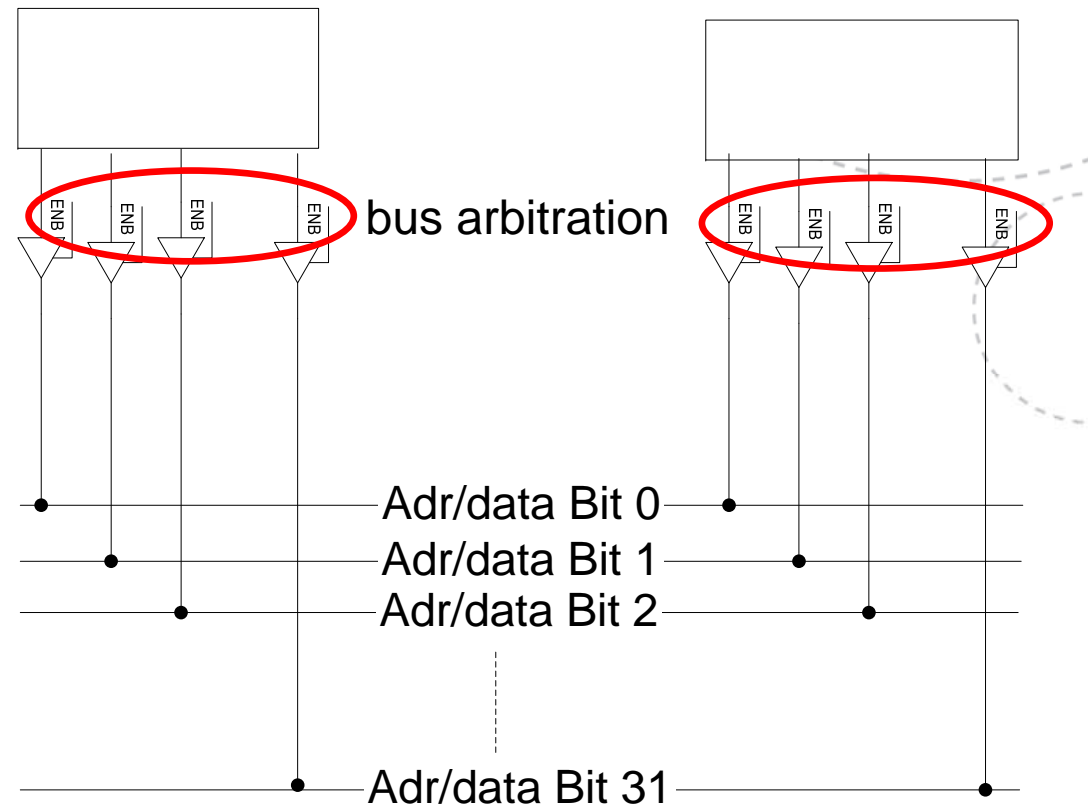 ENB ENB ENB ENB
bus arbitration
ENB ENB ENB ENB
Adr/data Bit 0
Adr/data Bit 1
Adr/data Bit 2
Adr/data Bit 31